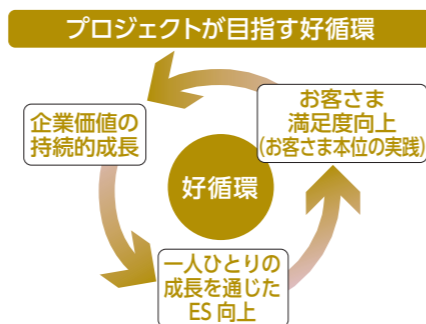 プロジェクトが目指す好循環
お客さま
満足度向上
(お客さま本位の実践)
企業価値の
持続的成長
好循環
一人ひとりの
成長を通じた
ES 向上